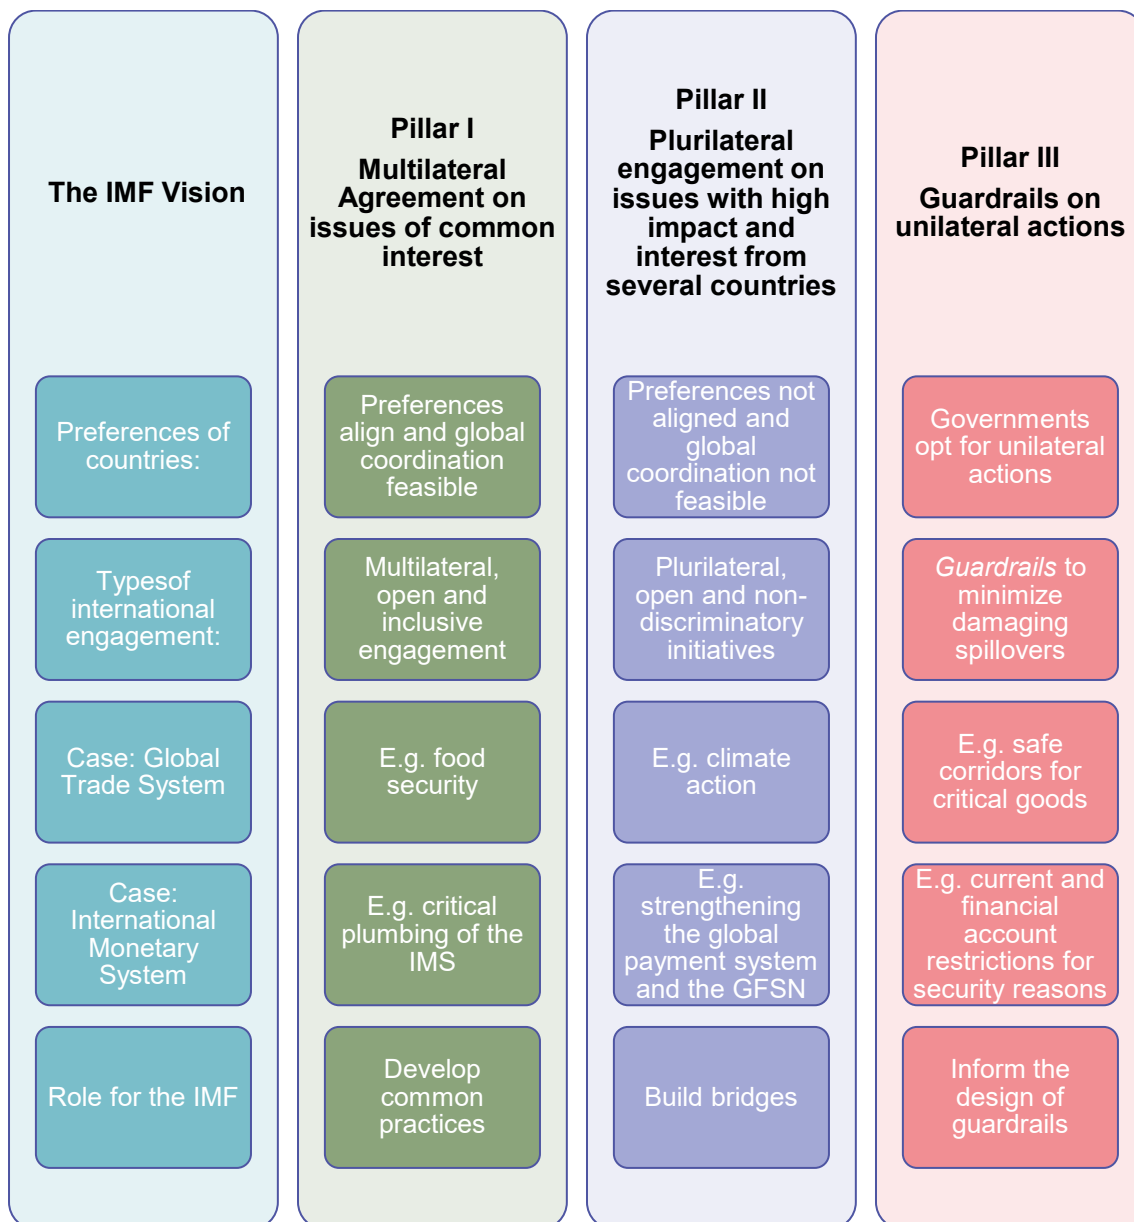 The IMF Vision
Preferences of
countries:
Typesof
international
engagement:
Case: Global
Trade System
Case:
International
Monetary
System
Role for the IMF
Pillar I
Multilateral
Agreement on
issues of common
interest
Preferences
align and global
coordination
feasible
Multilateral,
open and
inclusive
engagement
E.g. food
security
E.g. critical
plumbing of the
IMS
Develop
common
practices
Pillar II
Plurilateral
engagement on
issues with high
impact and
interest from
several countries
Preferences not
aligned and
global
coordination not
feasible
Plurilateral,
open and non-
discriminatory
initiatives
E.g. climate
action
E.g.
strengthening
the global
payment system
and the GFSN
Build bridges
Pillar III
Guardrails on
unilateral actions
Governments
opt for unilateral
actions
Guardrails to
minimize
damaging
spillovers
E.g. safe
corridors for
critical goods
E.g. current and
financial
account
restrictions for
security reasons
Inform the
design of
guardrails